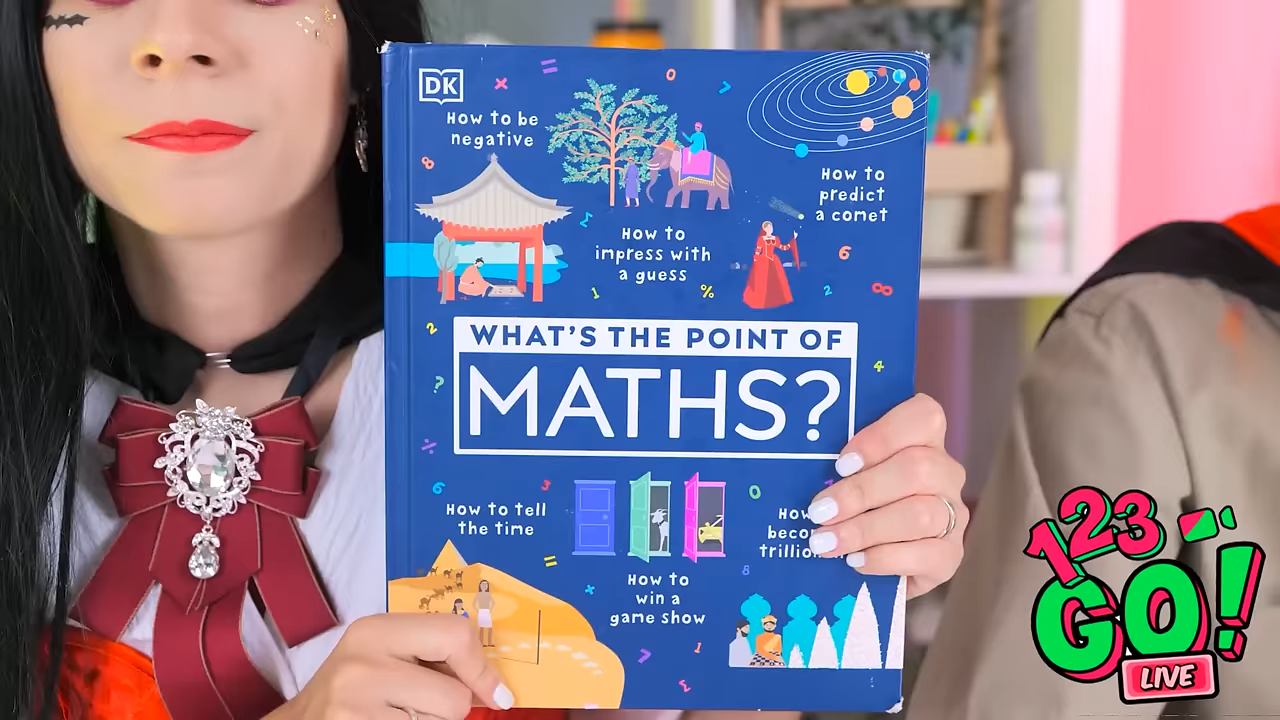 DK
How to be
negative
How to
predict
a comet
How to
impress with
a guess
WHAT'S THE POINT OF
MATHS?
How to tell
the time
How to
win a
game show
123
GO!
LIVE